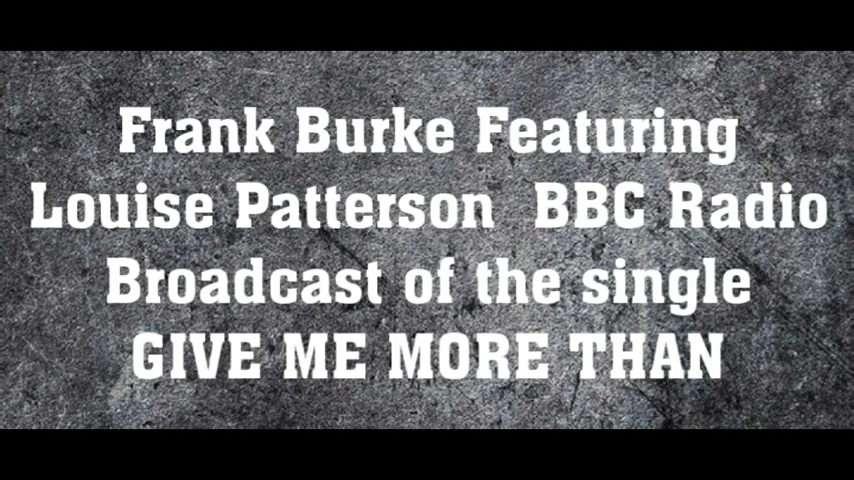 Frank Burke Featuring
Louise Patterson  BBC Radio
Broadcast of the single
GIVE ME MORE THAN